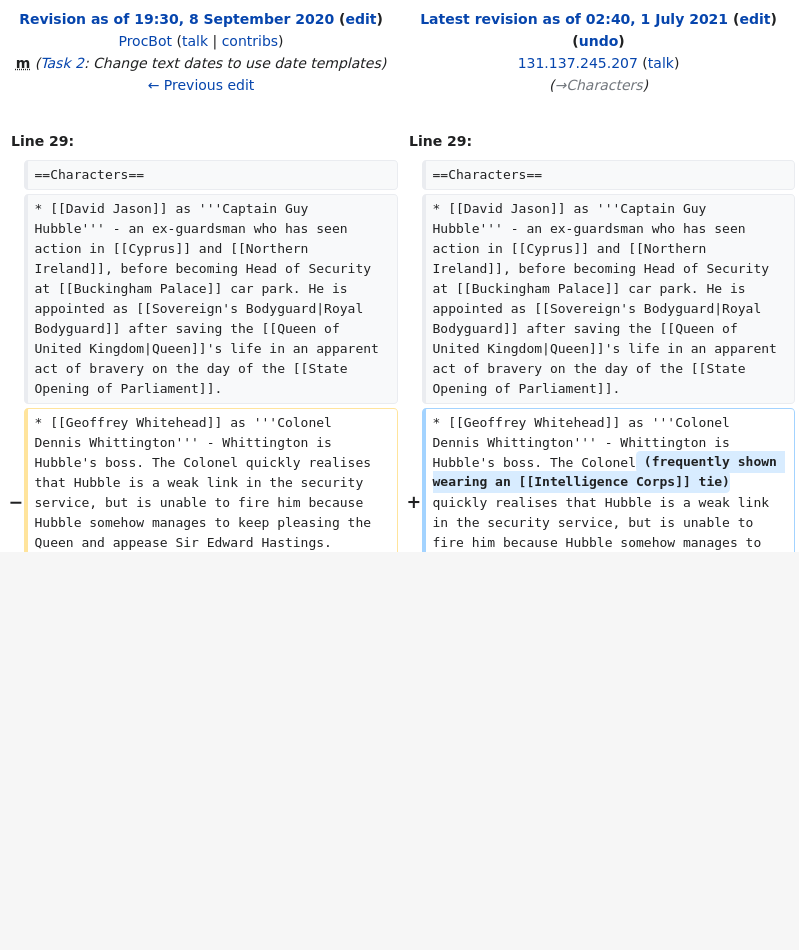 Revision as of 19:30, 8 September 2020 (edit)
ProcBot (talk | contribs)
m (Task 2: Change text dates to use date templates)
← Previous edit
Latest revision as of 02:40, 1 July 2021 (edit)
(undo)
131.137.245.207 (talk)
(→Characters)
Line 29:
Line 29:
==Characters==
==Characters==
* [[David Jason]] as '''Captain Guy
Hubble''' - an ex-guardsman who has seen
action in [[Cyprus]] and [[Northern
Ireland]], before becoming Head of Security
at [[Buckingham Palace]] car park. He is
appointed as [[Sovereign's Bodyguard|Royal
Bodyguard]] after saving the [[Queen of
United Kingdom|Queen]]'s life in an apparent
act of bravery on the day of the [[State
Opening of Parliament]].
* [[David Jason]] as '''Captain Guy
Hubble''' - an ex-guardsman who has seen
action in [[Cyprus]] and [[Northern
Ireland]], before becoming Head of Security
at [[Buckingham Palace]] car park. He is
appointed as [[Sovereign's Bodyguard|Royal
Bodyguard]] after saving the [[Queen of
United Kingdom|Queen]]'s life in an apparent
act of bravery on the day of the [[State
Opening of Parliament]].
−
* [[Geoffrey Whitehead]] as '''Colonel
Dennis Whittington''' - Whittington is
Hubble's boss. The Colonel quickly realises
that Hubble is a weak link in the security
service, but is unable to fire him because
Hubble somehow manages to keep pleasing the
Queen and appease Sir Edward Hastings.
+
* [[Geoffrey Whitehead]] as '''Colonel
Dennis Whittington''' - Whittington is
Hubble's boss. The Colonel (frequently shown
wearing an [[Intelligence Corps]] tie)
quickly realises that Hubble is a weak link
in the security service, but is unable to
fire him because Hubble somehow manages to